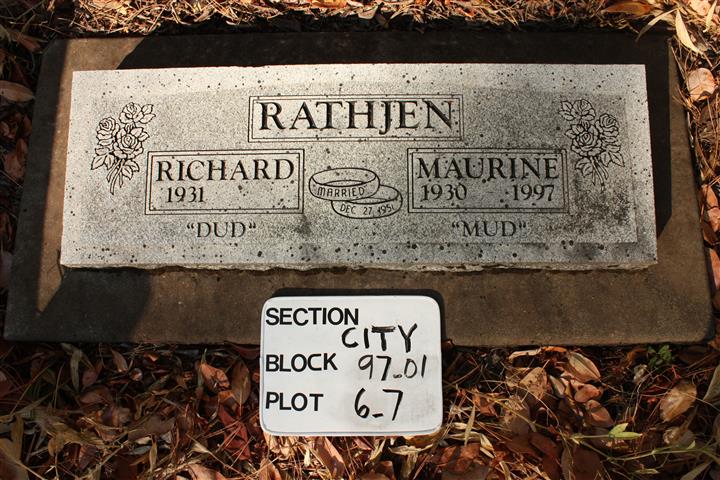 RATHJEN
RICHARD
1931
"DUD"
MARRIED
DEC 27, 1951
MAURINE
1930 1997
"MUD"
SECTION
CITY
BLOCK 97-01
PLOT 6-7